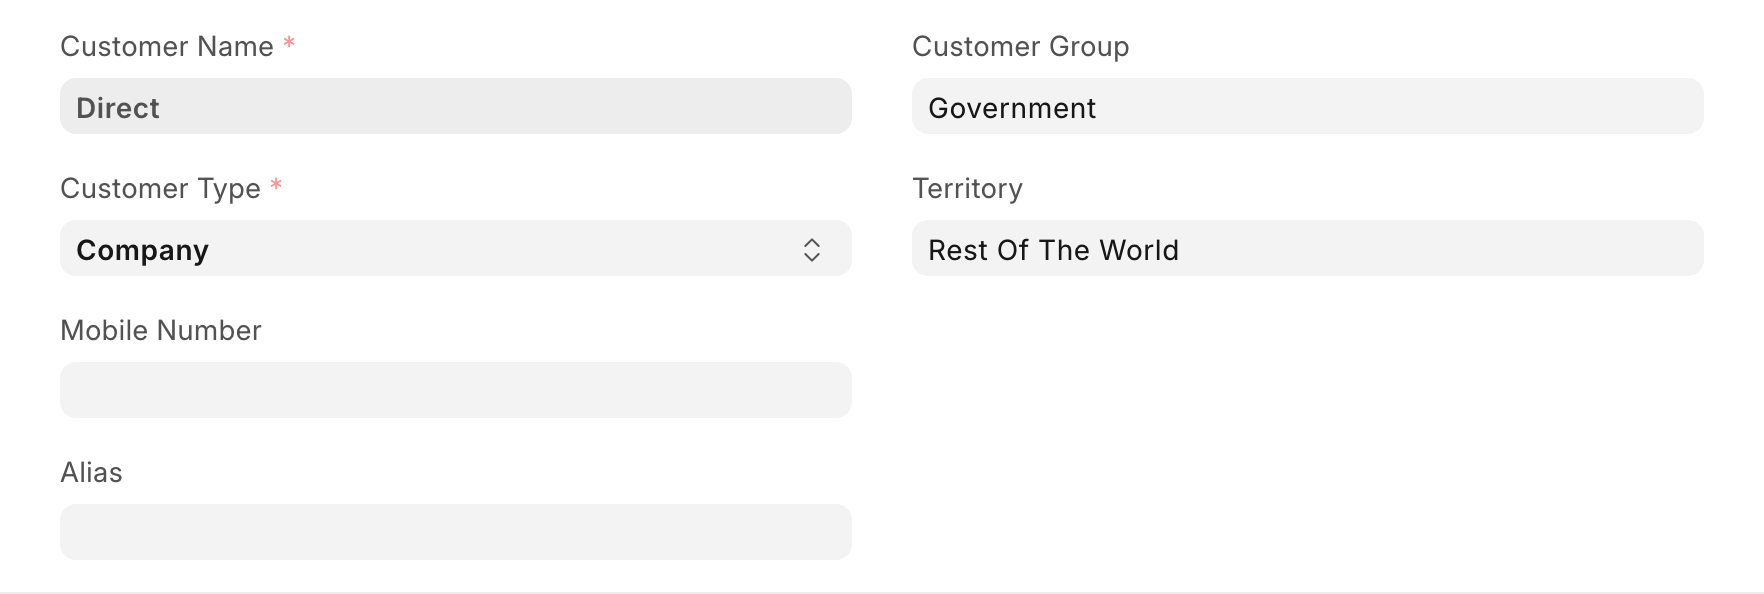 Customer Name *
Direct
Customer Type *
Company
Mobile Number
Alias
Customer Group
Government
Territory
Rest Of The World